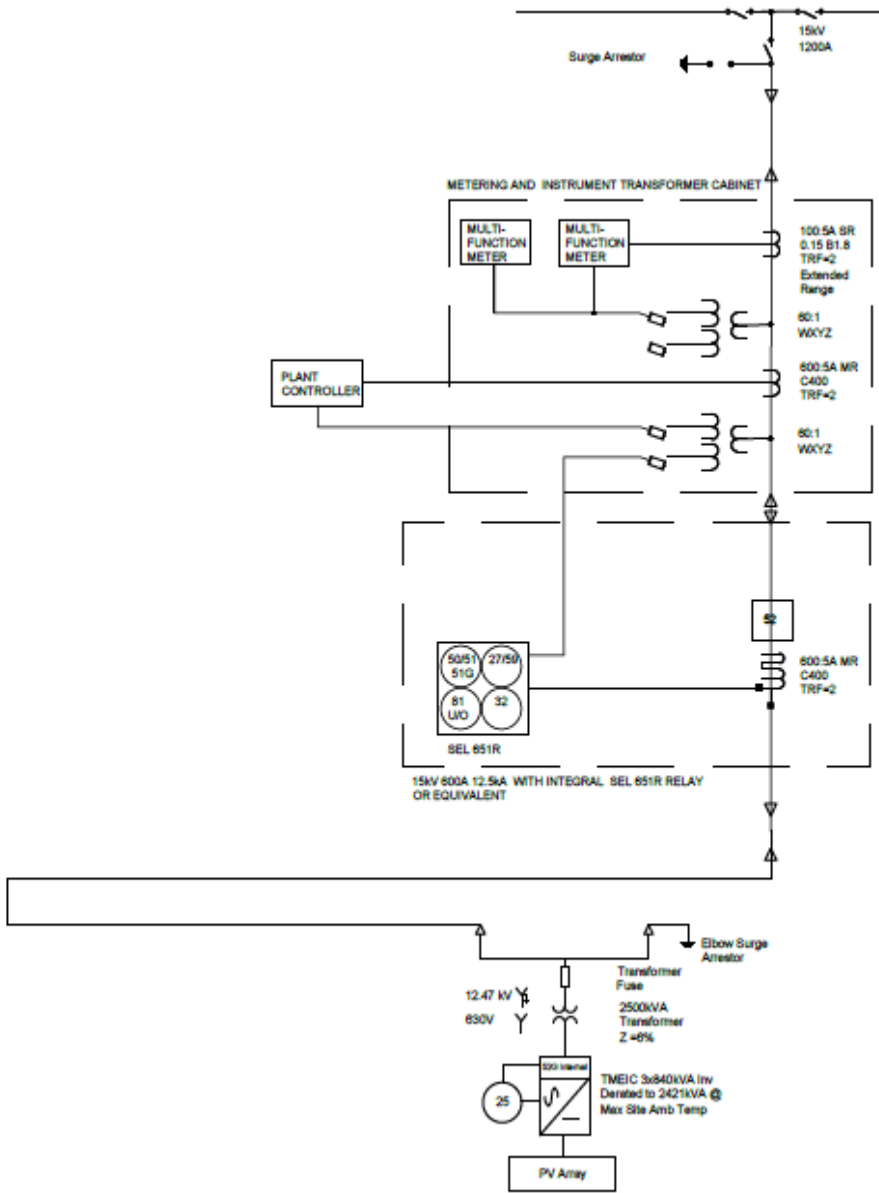 15kV
1200A
Surge Arrestor
METERING AND INSTRUMENT TRANSFORMER CABINET
MULTI-
FUNCTION
METER
MULTI-
FUNCTION
METER
100:5A SR
0.15 B1.8
TRF=2
Extended
Range
60:1
WXYZ
PLANT
CONTROLLER
600:5A MR
C400
TRF=2
60:1
WXYZ
52
50/51
51G
27/59
81
U/O
32
SEL 651R
600:5A MR
C400
TRF=2
15kV 600A 12.5kA WITH INTEGRAL SEL 651R RELAY
OR EQUIVALENT
Elbow Surge
Arrestor
Transformer
Fuse
12.47 kV
630V
2500kVA
Transformer
Z =6%
52G Internal
25
TMEIC 3x840kVA Inv
Derated to 2421kVA @
Max Site Amb Temp
PV Array